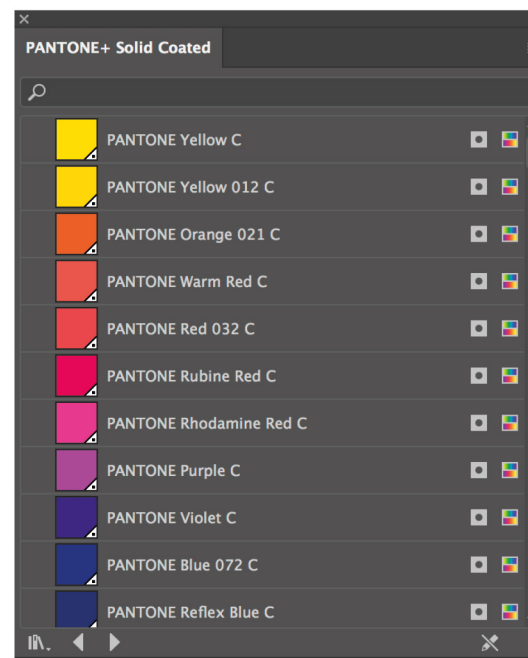 PANTONE+ Solid Coated
PANTONE Yellow C
PANTONE Yellow 012 C
PANTONE Orange 021 C
PANTONE Warm Red C
PANTONE Red 032 C
PANTONE Rubine Red C
PANTONE Rhodamine Red C
PANTONE Purple C
PANTONE Violet C
PANTONE Blue 072 C
PANTONE Reflex Blue C